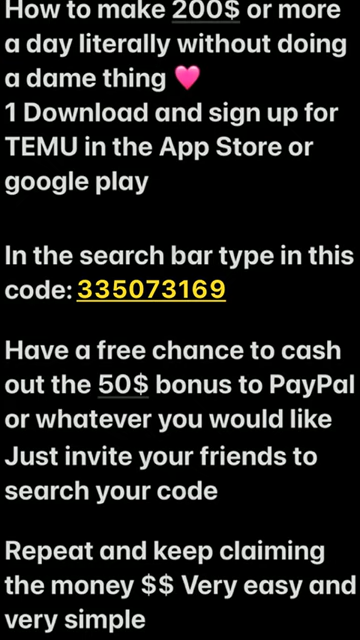 How to make 200$ or more
a day literally without doing
a dame thing 🩷
1 Download and sign up for
TEMU in the App Store or
google play
In the search bar type in this
code: 335073169
Have a free chance to cash
out the 50$ bonus to PayPal
or whatever you would like
Just invite your friends to
search your code
Repeat and keep claiming
the money $$ Very easy and
very simple